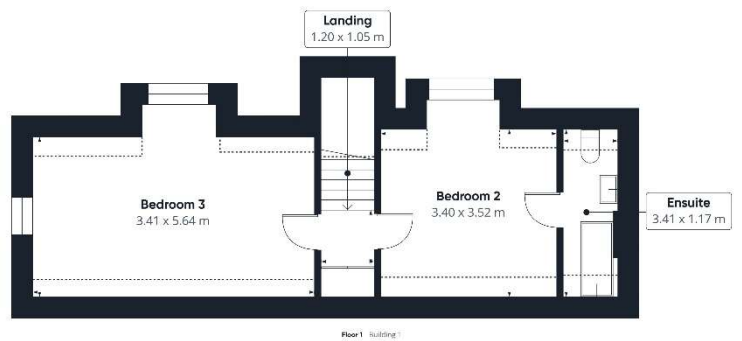 Landing
1.20 x 1.05 m
Bedroom 3
3.41 x 5.64 m
Bedroom 2
3.40 x 3.52 m
Ensuite
3.41 x 1.17 m
Floor 1 Building 1